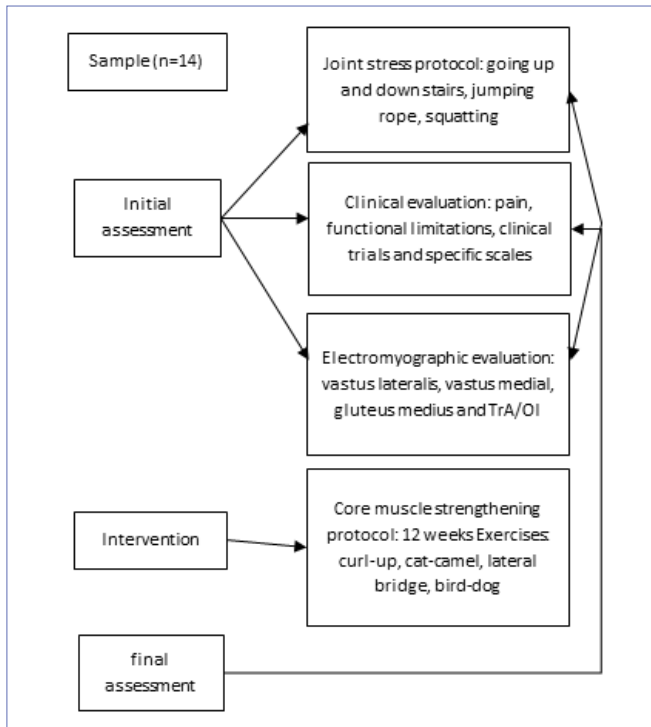 Sample (n=14)
Joint stress protocol: going up
and down stairs, jumping
rope, squatting
Initial
assessment
Clinical evaluation: pain,
functional limitations, clinical
trials and specific scales
Electromyographic evaluation:
vastus lateralis, vastus medial,
gluteus medius and TrA/OI
Intervention
Core muscle strengthening
protocol: 12 weeks Exercises:
curl-up, cat-camel, lateral
bridge, bird-dog
final
assessment